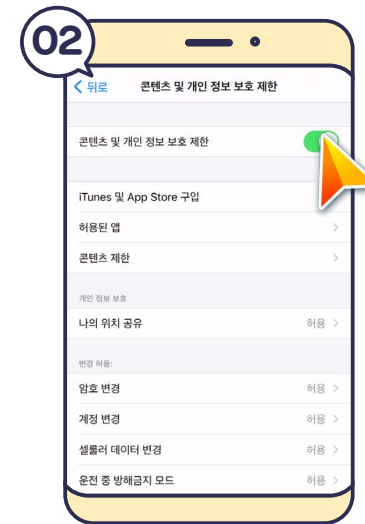 02
뒤로 콘텐츠 및 개인 정보 보호 제한
콘텐츠 및 개인 정보 보호 제한
iTunes 및 App Store 구입
허용된 앱
콘텐츠 제한
개인 정보 보호
나의 위치 공유 허용
변경 허용:
암호 변경 허용
계정 변경 허용
셀룰러 데이터 변경 허용
운전 중 방해금지 모드 허용